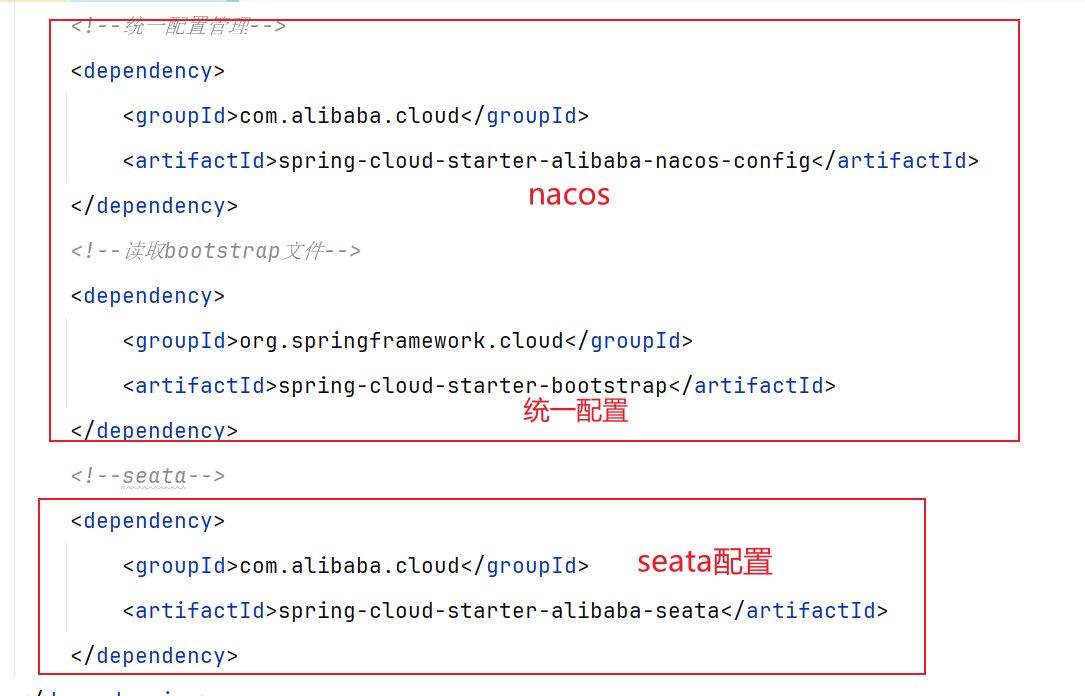 <!--统一配置管理-->
<dependency>
<groupId>com.alibaba.cloud</groupId>
<artifactId>spring-cloud-starter-alibaba-nacos-config</artifactId>
nacos
</dependency>
<!--读取bootstrap文件-->
<dependency>
<groupId>org.springframework.cloud</groupId>
<artifactId>spring-cloud-starter-bootstrap</artifactId>
统一配置
</dependency>
<!--seata-->
<dependency>
<groupId>com.alibaba.cloud</groupId>
seata配置
<artifactId>spring-cloud-starter-alibaba-seata</artifactId>
</dependency>